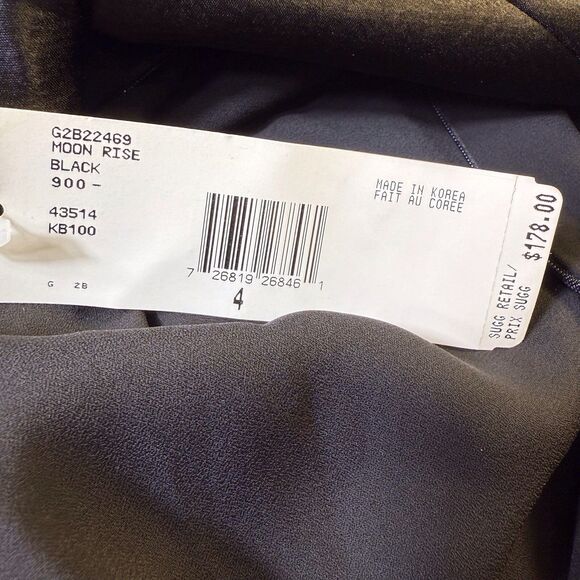 G2B22469
MOON RISE
BLACK
900-
43514
KB100
G 2B
7 26819 26846 1
4
MADE IN KOREA
FAIT AU COREE
SUGG RETAIL/
PRIX SUGG
$178.00